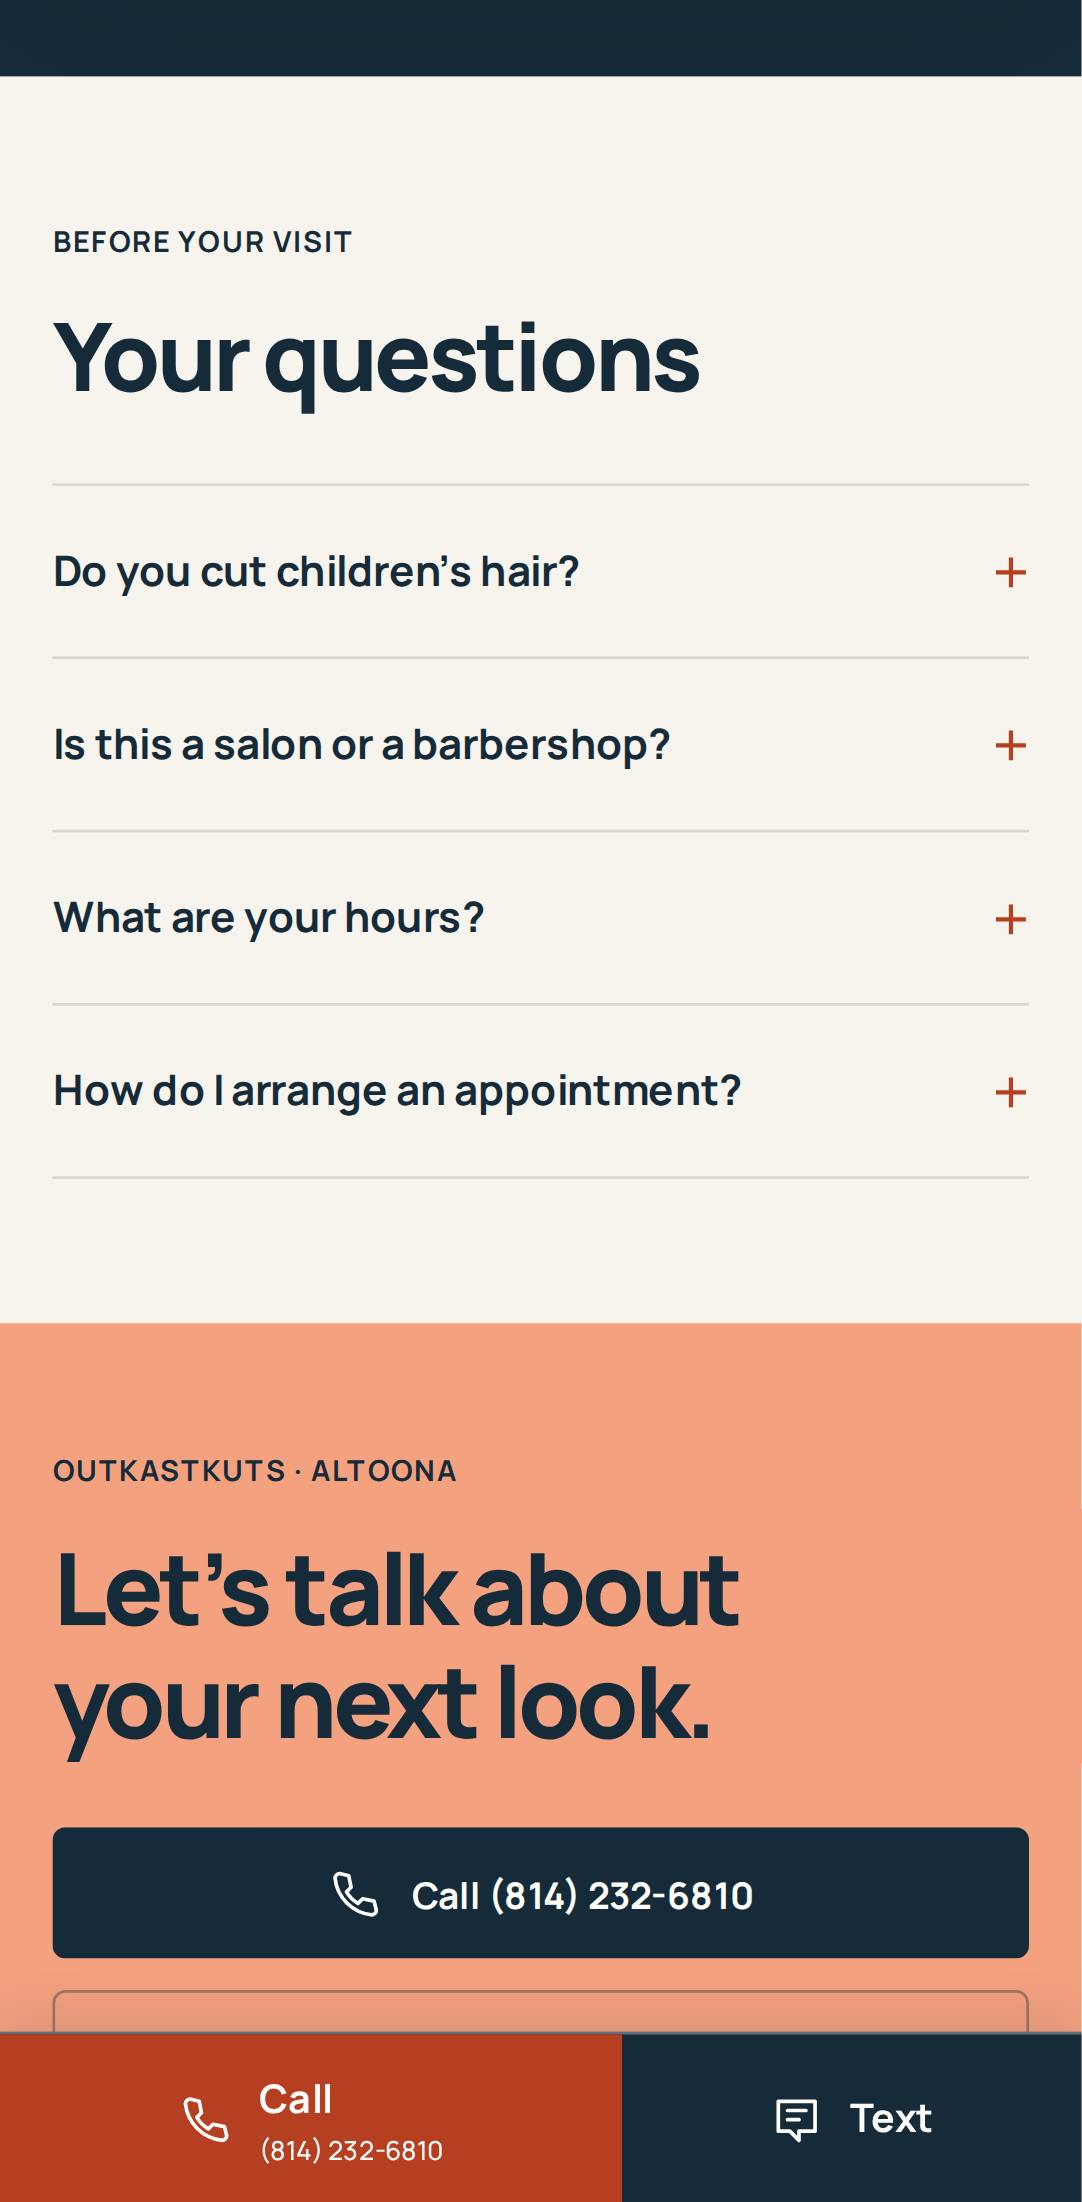 BEFORE YOUR VISIT
Your questions
Do you cut children’s hair?
Is this a salon or a barbershop?
What are your hours?
How do I arrange an appointment?
OUTKASTKUTS · ALTOONA
Let’s talk about
your next look.
Call (814) 232-6810
Call
(814) 232-6810
Text